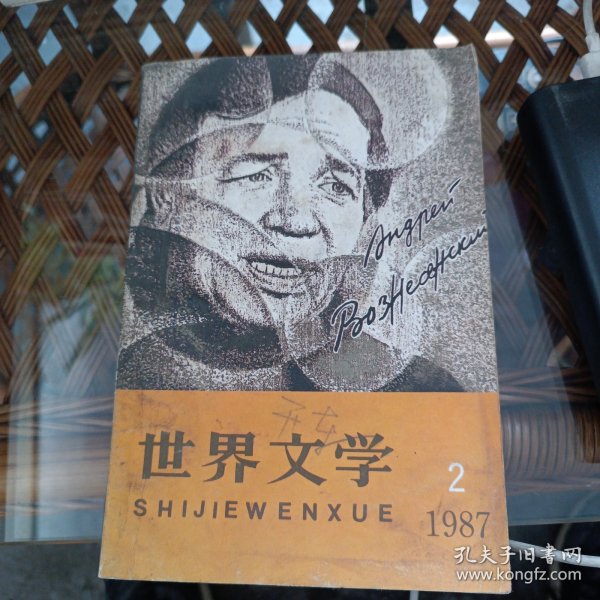 Андрей
Вознесенский
世界文学
SHIJIEWENXUE
2
1987
孔夫子旧书网
www.kongfz.com